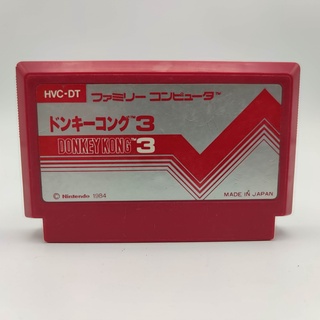 HVC-DT ファミリー コンピュータ™
ドンキーコング™3
DONKEY KONG™3
© Nintendo 1984
MADE IN JAPAN